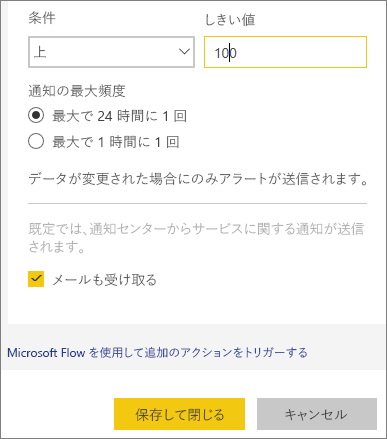 条件
しきい値
上
100
通知の最大頻度
最大で 24 時間に 1 回
最大で 1 時間に 1 回
データが変更された場合にのみアラートが送信されます。
既定では、通知センターからサービスに関する通知が送信
されます。
メールも受け取る
Microsoft Flow を使用して追加のアクションをトリガーする
保存して閉じる
キャンセル